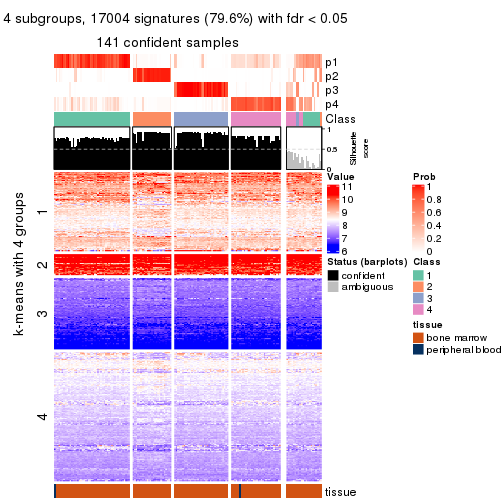 4 subgroups, 17004 signatures (79.6%) with fdr < 0.05
141 confident samples
p1
p2
p3
p4
Class
1
0.5
0
Silhouette
score
k-means with 4 groups
1
2
3
4
tissue
Value
11
10
9
8
7
6
Prob
1
0.8
0.6
0.4
0.2
0
Status (barplots)
confident
ambiguous
Class
1
2
3
4
tissue
bone marrow
peripheral blood